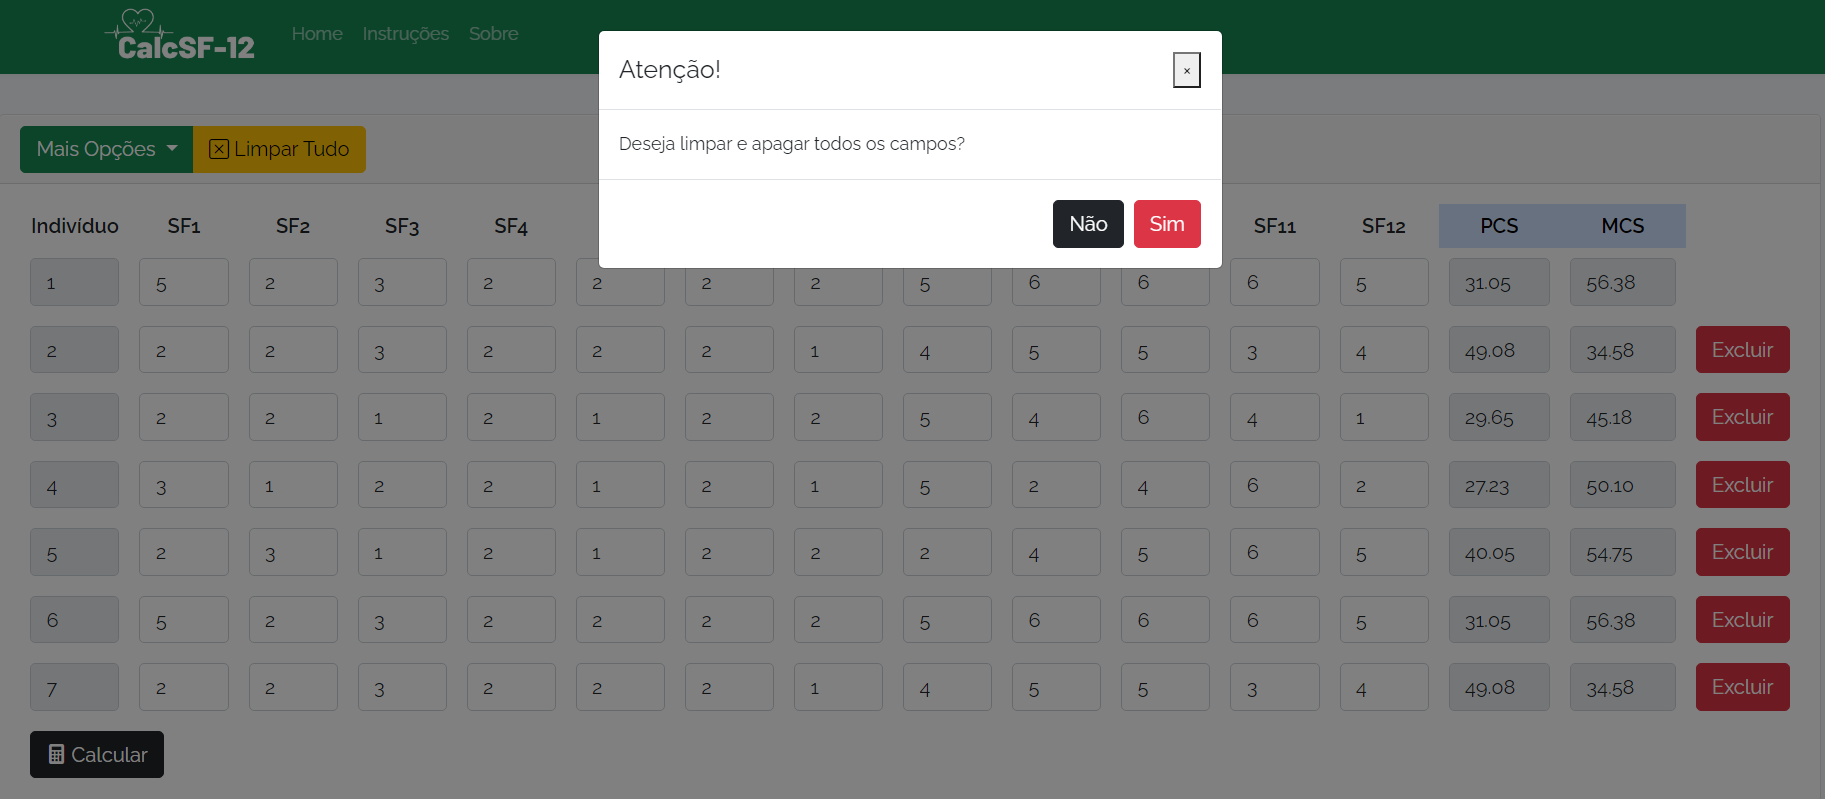 CalcSF-12 Home Instruções Sobre
Atenção! ×
Deseja limpar e apagar todos os campos?
Não Sim
Mais Opções Limpar Tudo
Indivíduo SF1 SF2 SF3 SF4 SF11 SF12 PCS MCS
1 5 2 3 2 2 2 2 5 6 6 6 5 31.05 56.38
2 2 2 3 2 2 2 1 4 5 5 3 4 49.08 34.58 Excluir
3 2 2 1 2 1 2 2 5 4 6 4 1 29.65 45.18 Excluir
4 3 1 2 2 1 2 1 5 2 4 6 2 27.23 50.10 Excluir
5 2 3 1 2 1 2 2 2 4 5 6 5 40.05 54.75 Excluir
6 5 2 3 2 2 2 2 5 6 6 6 5 31.05 56.38 Excluir
7 2 2 3 2 2 2 1 4 5 5 3 4 49.08 34.58 Excluir
Calcular